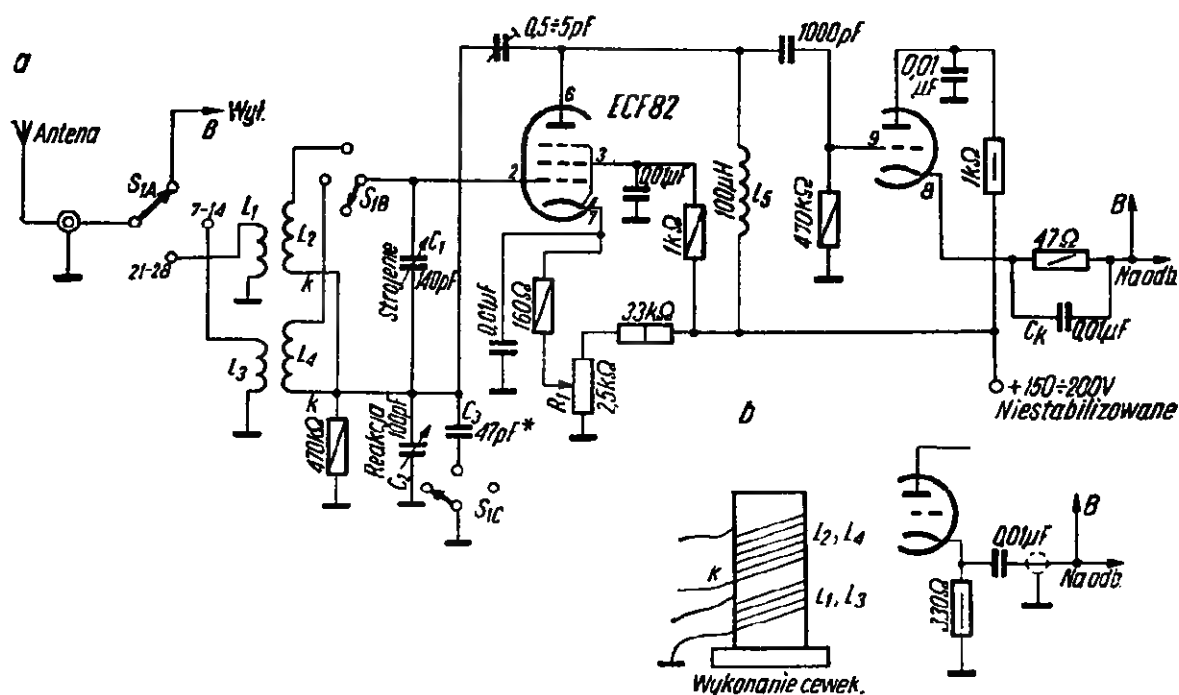 a
Antena
S1A
B
Wył.
7-14
21-28
L1
L2
k
L3
L4
k
470kΩ
S1B
Strojene
C1
140pF
Reakcja
100pF
C2
C3
47pF*
S1C
0,5÷5pF
ECF82
6
2
3
7
0,01µF
0,01µF
160Ω
1kΩ
R1
2,5kΩ
33kΩ
100µH
L5
1000pF
470kΩ
9
8
0,01
µF
1kΩ
47Ω
B
Na odb.
Ck
0,01µF
+150÷200V
Niestabilizowane
b
K
L2, L4
L1, L3
Wykonanie cewek.
330Ω
0,01µF
B
Na odb.